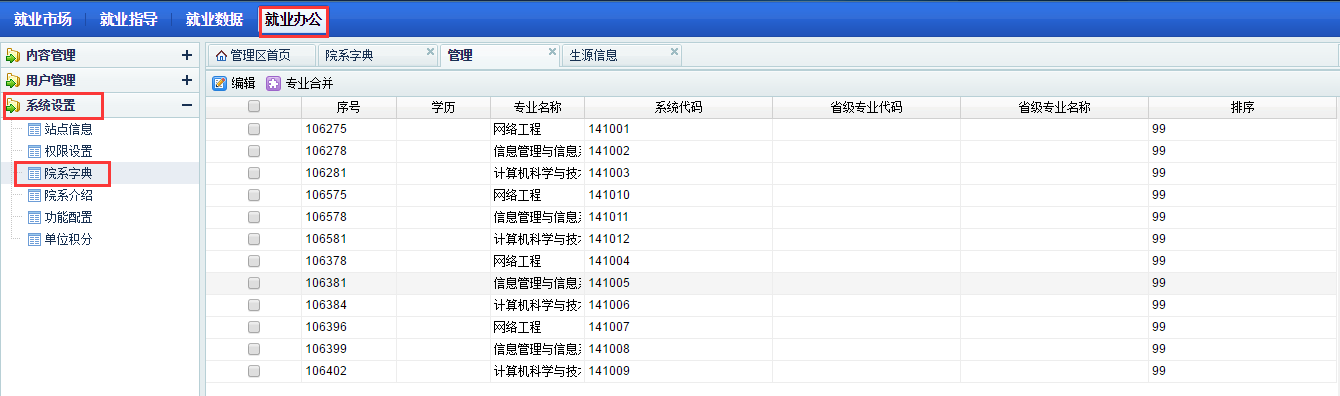 就业市场 就业指导 就业数据 就业办公
内容管理
用户管理
系统设置
站点信息
权限设置
院系字典
院系介绍
功能配置
单位积分
管理区首页 院系字典 管理 生源信息
编辑 专业合并
序号 学历 专业名称 系统代码 省级专业代码 省级专业名称 排序
106275 网络工程 141001 99
106278 信息管理与信息 141002 99
106281 计算机科学与技 141003 99
106575 网络工程 141010 99
106578 信息管理与信息 141011 99
106581 计算机科学与技 141012 99
106378 网络工程 141004 99
106381 信息管理与信息 141005 99
106384 计算机科学与技 141006 99
106396 网络工程 141007 99
106399 信息管理与信息 141008 99
106402 计算机科学与技 141009 99